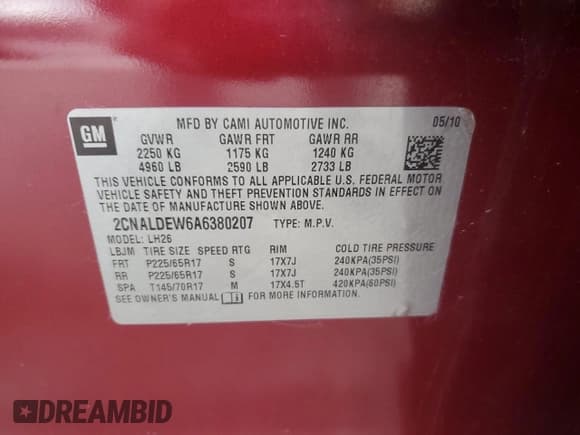 GM
MFD BY CAMI AUTOMOTIVE INC. 05/10
GVWR GAWR FRT GAWR RR
2250 KG 1175 KG 1240 KG
4960 LB 2590 LB 2733 LB
THIS VEHICLE CONFORMS TO ALL APPLICABLE U.S. FEDERAL MOTOR
VEHICLE SAFETY AND THEFT PREVENTION STANDARDS IN EFFECT ON
THE DATE OF MANUFACTURE SHOWN ABOVE.
2CNALDEW6A6380207 TYPE: M.P.V.
MODEL: LH26
LBJM TIRE SIZE SPEED RTG RIM COLD TIRE PRESSURE
FRT P225/65R17 S 17X7J 240KPA(35PSI)
RR P225/65R17 S 17X7J 240KPA(35PSI)
SPA T145/70R17 M 17X4.5T 420KPA(60PSI)
SEE OWNER'S MANUAL FOR MORE INFORMATION.
DREAMBID